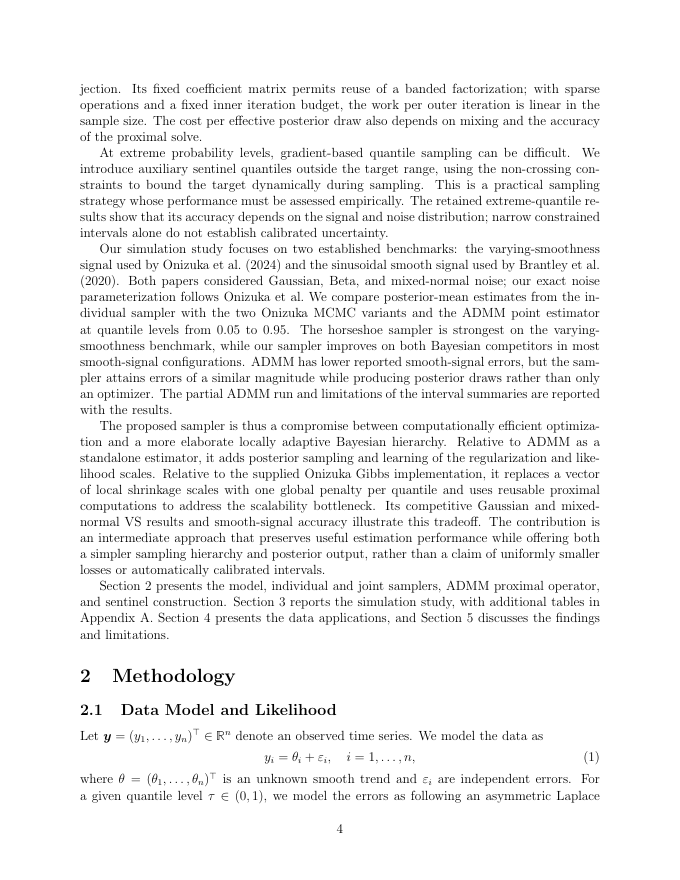 jection. Its fixed coefficient matrix permits reuse of a banded factorization; with sparse
operations and a fixed inner iteration budget, the work per outer iteration is linear in the
sample size. The cost per effective posterior draw also depends on mixing and the accuracy
of the proximal solve.
At extreme probability levels, gradient-based quantile sampling can be difficult. We
introduce auxiliary sentinel quantiles outside the target range, using the non-crossing con-
straints to bound the target dynamically during sampling. This is a practical sampling
strategy whose performance must be assessed empirically. The retained extreme-quantile re-
sults show that its accuracy depends on the signal and noise distribution; narrow constrained
intervals alone do not establish calibrated uncertainty.
Our simulation study focuses on two established benchmarks: the varying-smoothness
signal used by Onizuka et al. (2024) and the sinusoidal smooth signal used by Brantley et al.
(2020). Both papers considered Gaussian, Beta, and mixed-normal noise; our exact noise
parameterization follows Onizuka et al. We compare posterior-mean estimates from the in-
dividual sampler with the two Onizuka MCMC variants and the ADMM point estimator
at quantile levels from 0.05 to 0.95. The horseshoe sampler is strongest on the varying-
smoothness benchmark, while our sampler improves on both Bayesian competitors in most
smooth-signal configurations. ADMM has lower reported smooth-signal errors, but the sam-
pler attains errors of a similar magnitude while producing posterior draws rather than only
an optimizer. The partial ADMM run and limitations of the interval summaries are reported
with the results.
The proposed sampler is thus a compromise between computationally efficient optimiza-
tion and a more elaborate locally adaptive Bayesian hierarchy. Relative to ADMM as a
standalone estimator, it adds posterior sampling and learning of the regularization and like-
lihood scales. Relative to the supplied Onizuka Gibbs implementation, it replaces a vector
of local shrinkage scales with one global penalty per quantile and uses reusable proximal
computations to address the scalability bottleneck. Its competitive Gaussian and mixed-
normal VS results and smooth-signal accuracy illustrate this tradeoff. The contribution is
an intermediate approach that preserves useful estimation performance while offering both
a simpler sampling hierarchy and posterior output, rather than a claim of uniformly smaller
losses or automatically calibrated intervals.
Section 2 presents the model, individual and joint samplers, ADMM proximal operator,
and sentinel construction. Section 3 reports the simulation study, with additional tables in
Appendix A. Section 4 presents the data applications, and Section 5 discusses the findings
and limitations.
2 Methodology
2.1 Data Model and Likelihood
Let y = (y₁, . . . , yₙ)⊤ ∈ ℝⁿ denote an observed time series. We model the data as
yᵢ = θᵢ + εᵢ, i = 1, . . . , n, (1)
where θ = (θ₁, . . . , θₙ)⊤ is an unknown smooth trend and εᵢ are independent errors. For
a given quantile level τ ∈ (0, 1), we model the errors as following an asymmetric Laplace
4